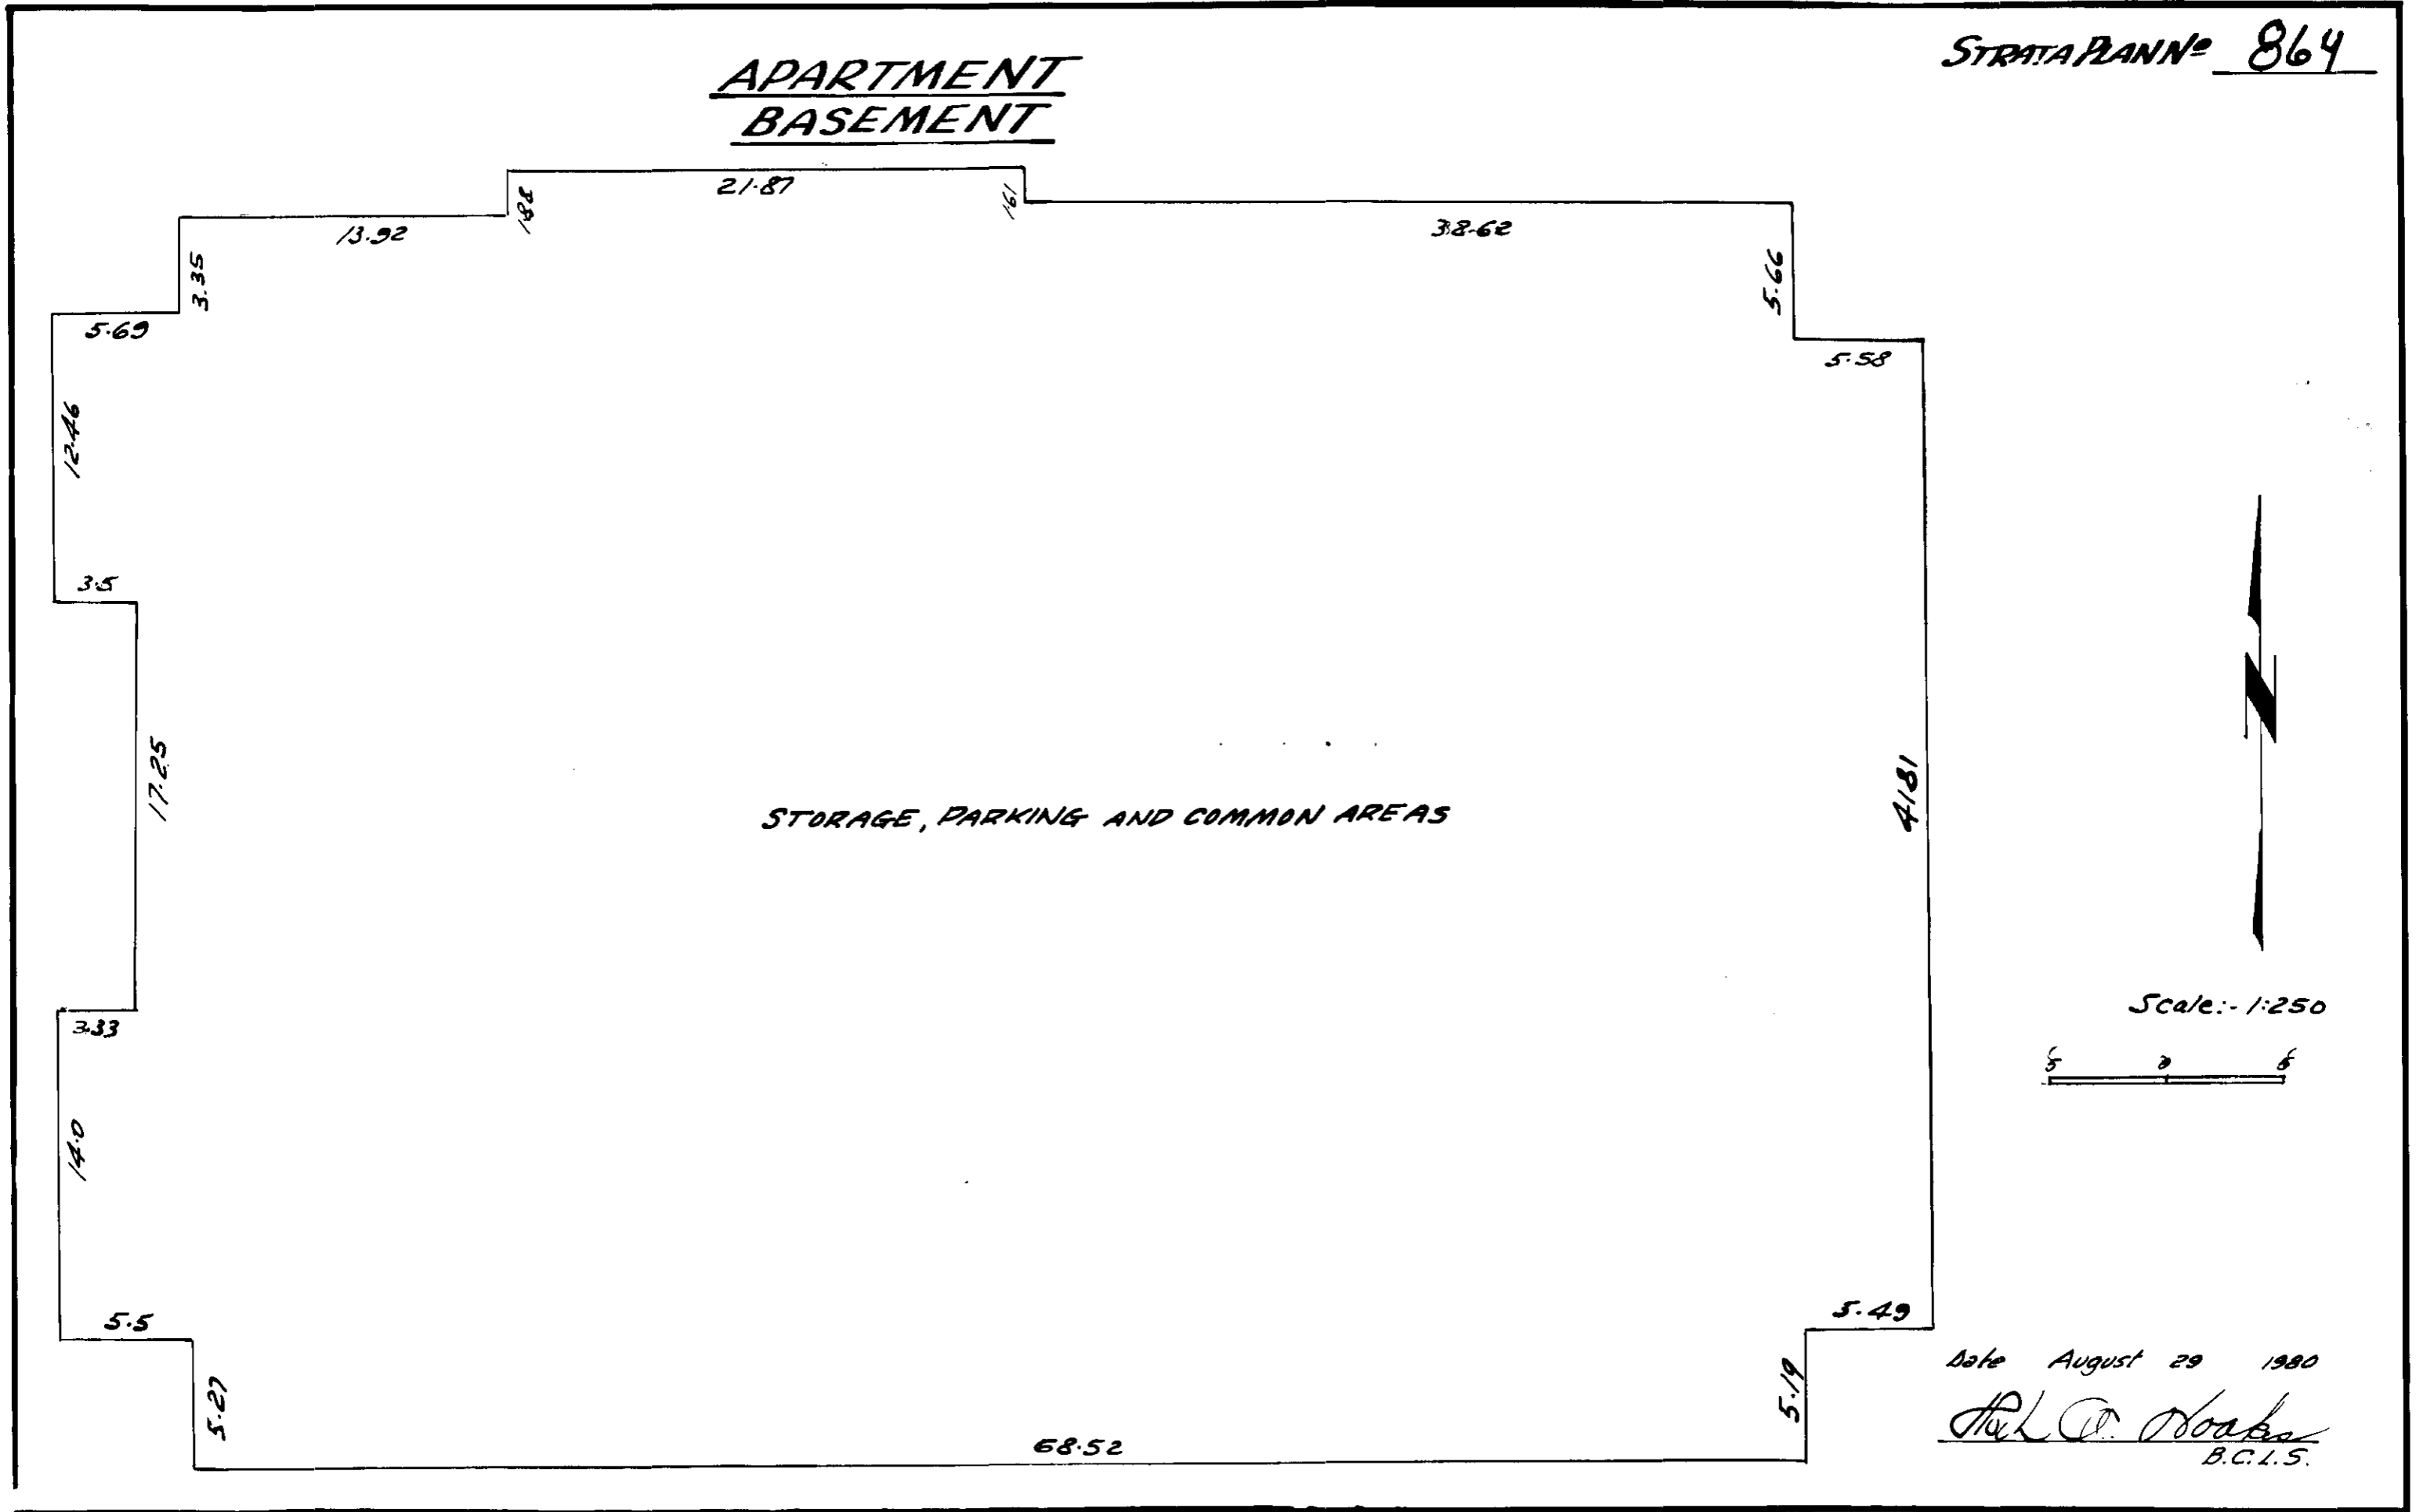 STRATA PLAN Nº 864
APARTMENT
BASEMENT
21.87
1.88
1.61
13.92
38.62
3.35
5.66
5.69
5.58
12.46
3.5
17.25
41.81
STORAGE, PARKING AND COMMON AREAS
N
Scale:- 1:250
3.33
5 0 5
14.0
5.5
5.49
5.27
5.19
Date August 29 1980
68.52
B.C.L.S.